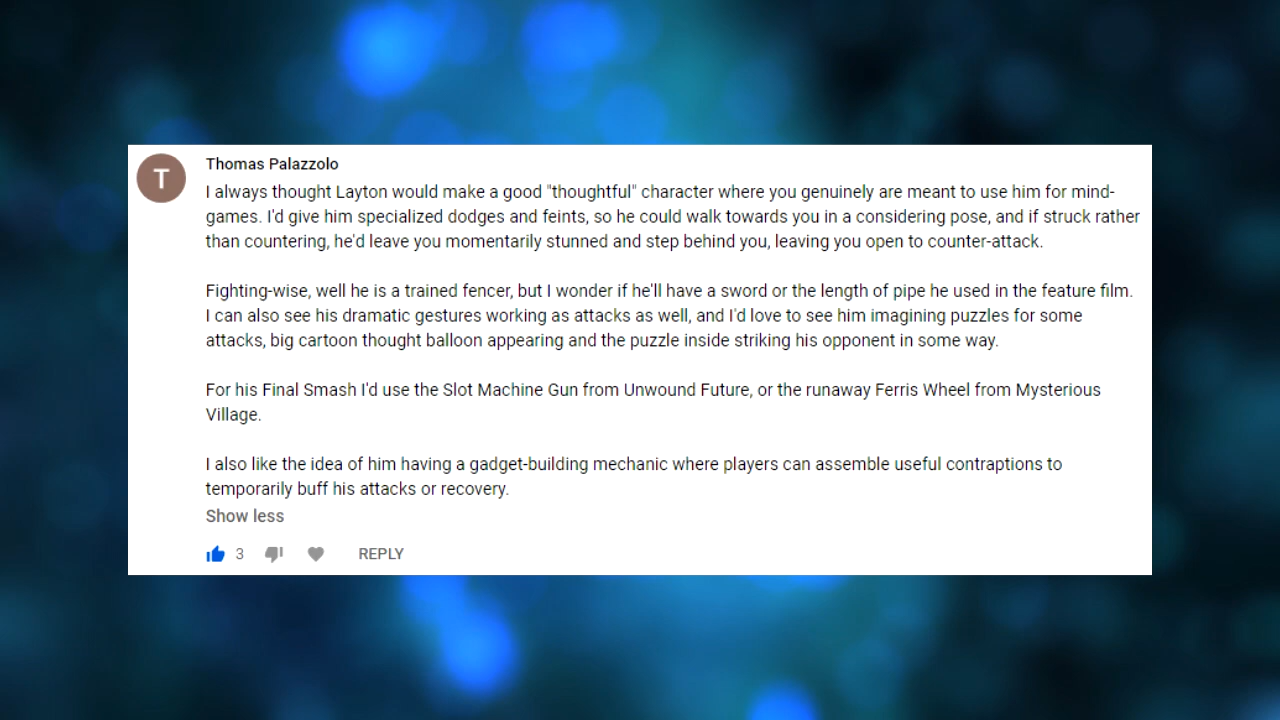 T
Thomas Palazzolo
I always thought Layton would make a good "thoughtful" character where you genuinely are meant to use him for mind-
games. I'd give him specialized dodges and feints, so he could walk towards you in a considering pose, and if struck rather
than countering, he'd leave you momentarily stunned and step behind you, leaving you open to counter-attack.
Fighting-wise, well he is a trained fencer, but I wonder if he'll have a sword or the length of pipe he used in the feature film.
I can also see his dramatic gestures working as attacks as well, and I'd love to see him imagining puzzles for some
attacks, big cartoon thought balloon appearing and the puzzle inside striking his opponent in some way.
For his Final Smash I'd use the Slot Machine Gun from Unwound Future, or the runaway Ferris Wheel from Mysterious
Village.
I also like the idea of him having a gadget-building mechanic where players can assemble useful contraptions to
temporarily buff his attacks or recovery.
Show less
3 REPLY